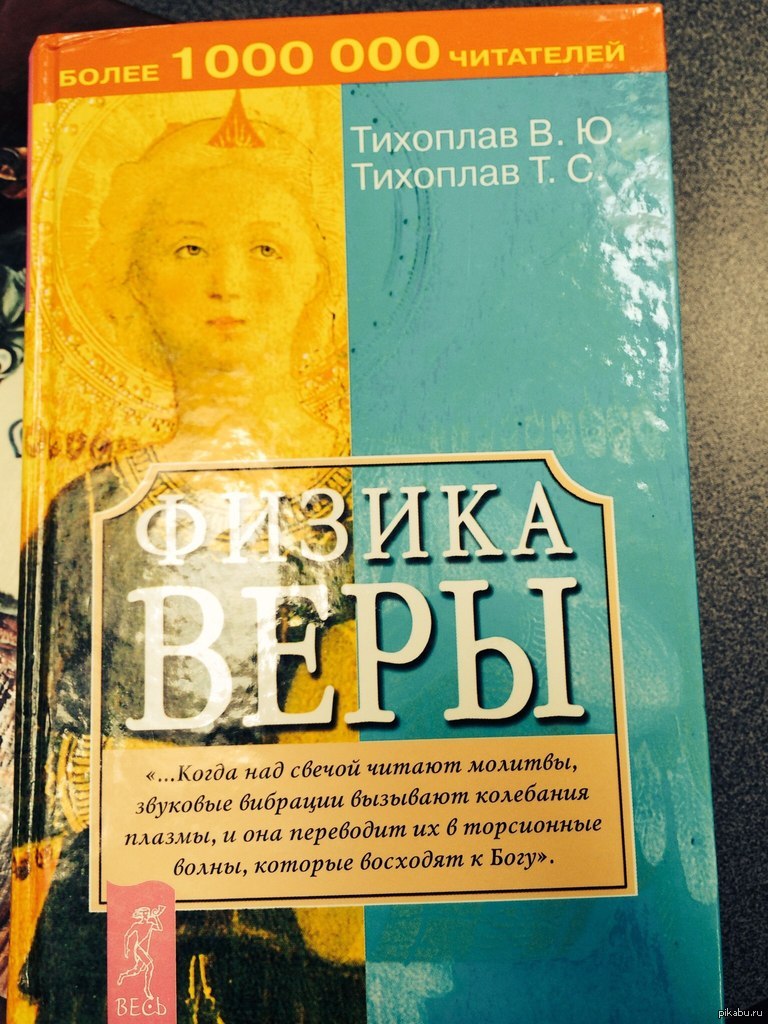 БОЛЕЕ 1000 000 ЧИТАТЕЛЕЙ
Тихоплав В. Ю.
Тихоплав Т. С.
ФИЗИКА
ВЕРЫ
«...Когда над свечой читают молитвы,
звуковые вибрации вызывают колебания
плазмы, и она переводит их в торсионные
волны, которые восходят к Богу».
ВЕСЬ
pikabu.ru